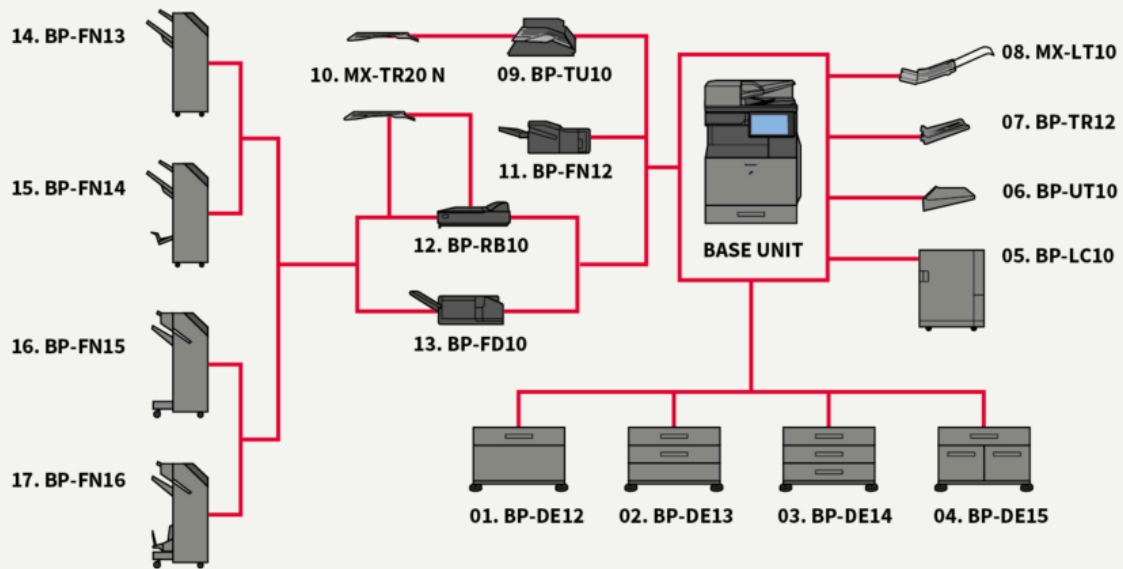 14. BP-FN13
10. MX-TR20 N
09. BP-TU10
08. MX-LT10
07. BP-TR12
11. BP-FN12
15. BP-FN14
06. BP-UT10
12. BP-RB10
BASE UNIT
05. BP-LC10
16. BP-FN15
13. BP-FD10
17. BP-FN16
01. BP-DE12
02. BP-DE13
03. BP-DE14
04. BP-DE15